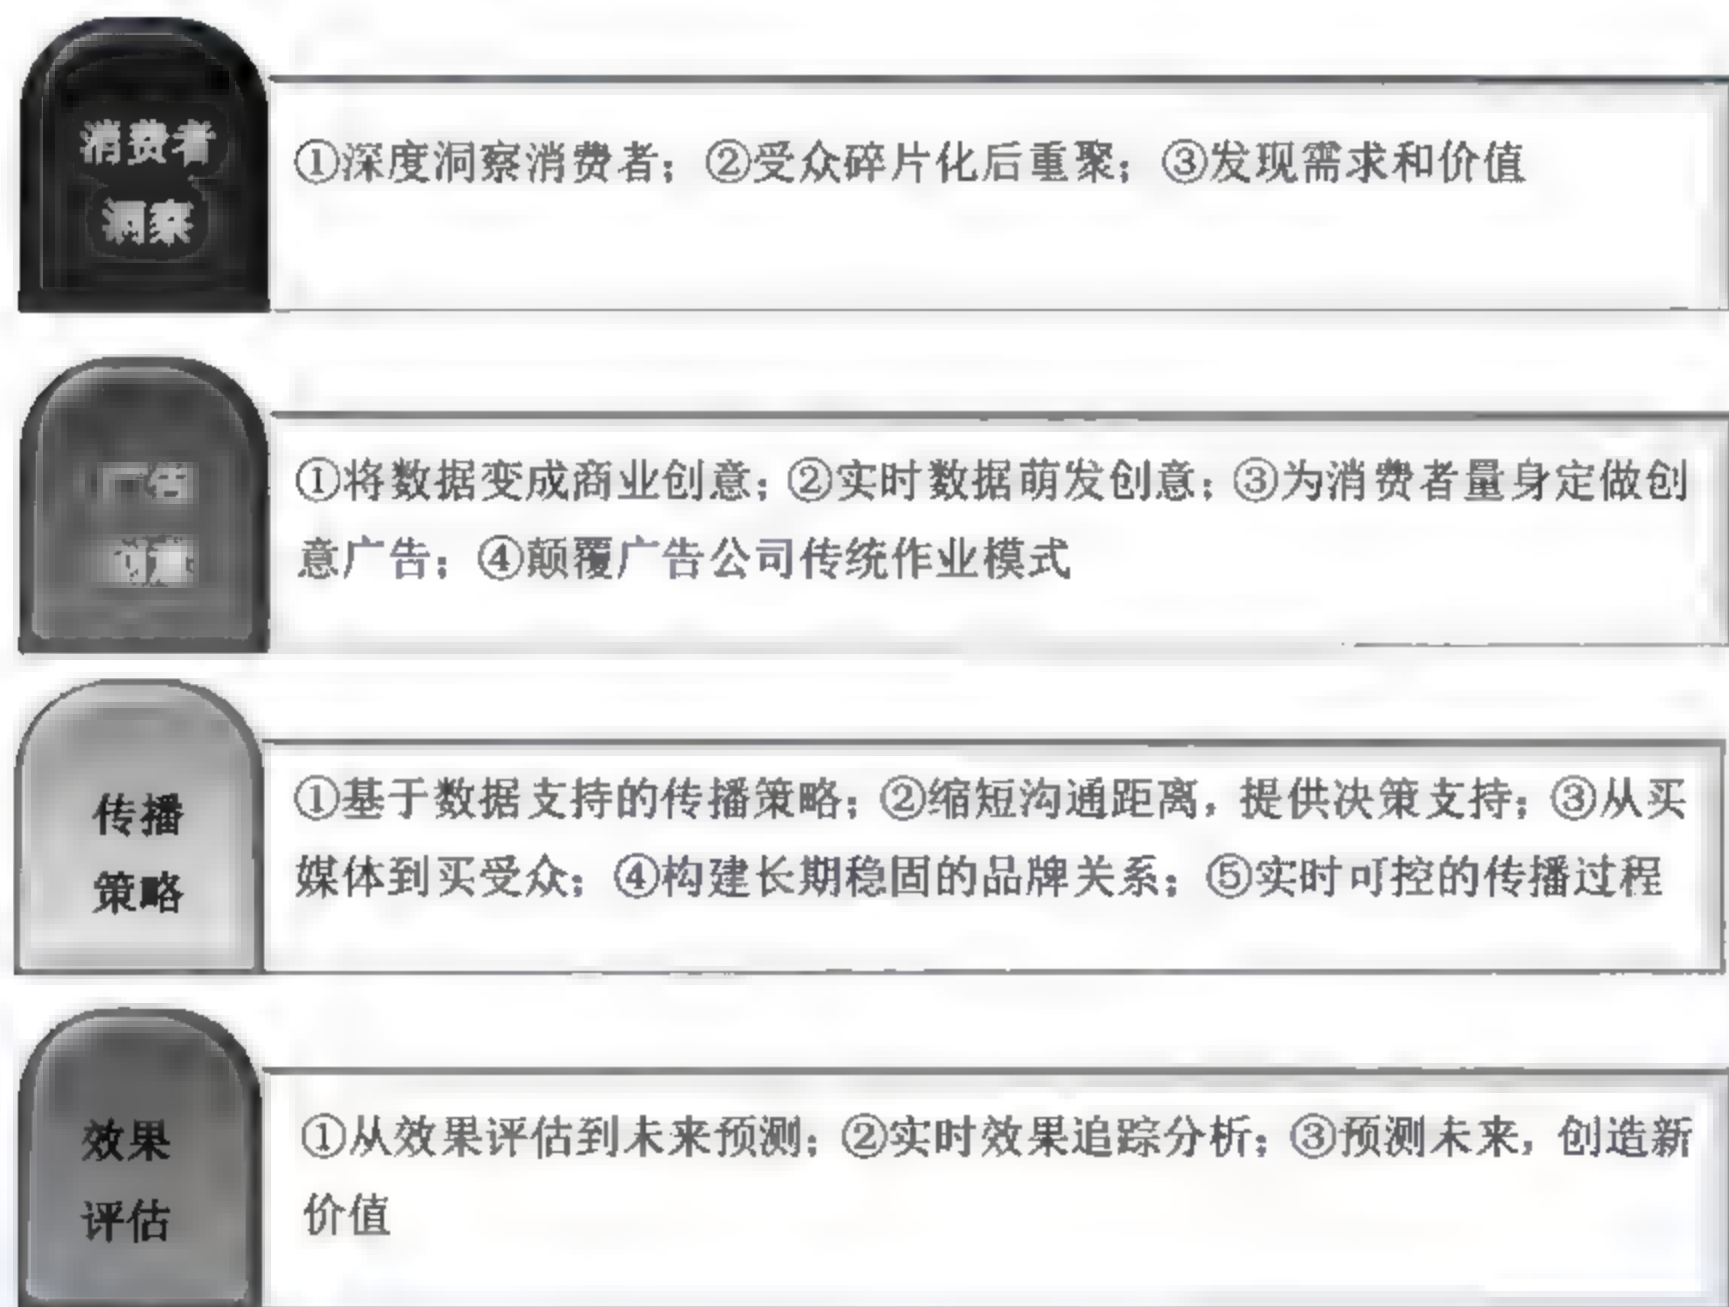 消费者
洞察
①深度洞察消费者；②受众碎片化后重聚；③发现需求和价值
①将数据变成商业创意；②实时数据萌发创意；③为消费者量身定做创
意广告；④颠覆广告公司传统作业模式
传播
策略
①基于数据支持的传播策略；②缩短沟通距离，提供决策支持；③从买
媒体到买受众；④构建长期稳固的品牌关系；⑤实时可控的传播过程
效果
评估
①从效果评估到未来预测；②实时效果追踪分析；③预测未来，创造新
价值